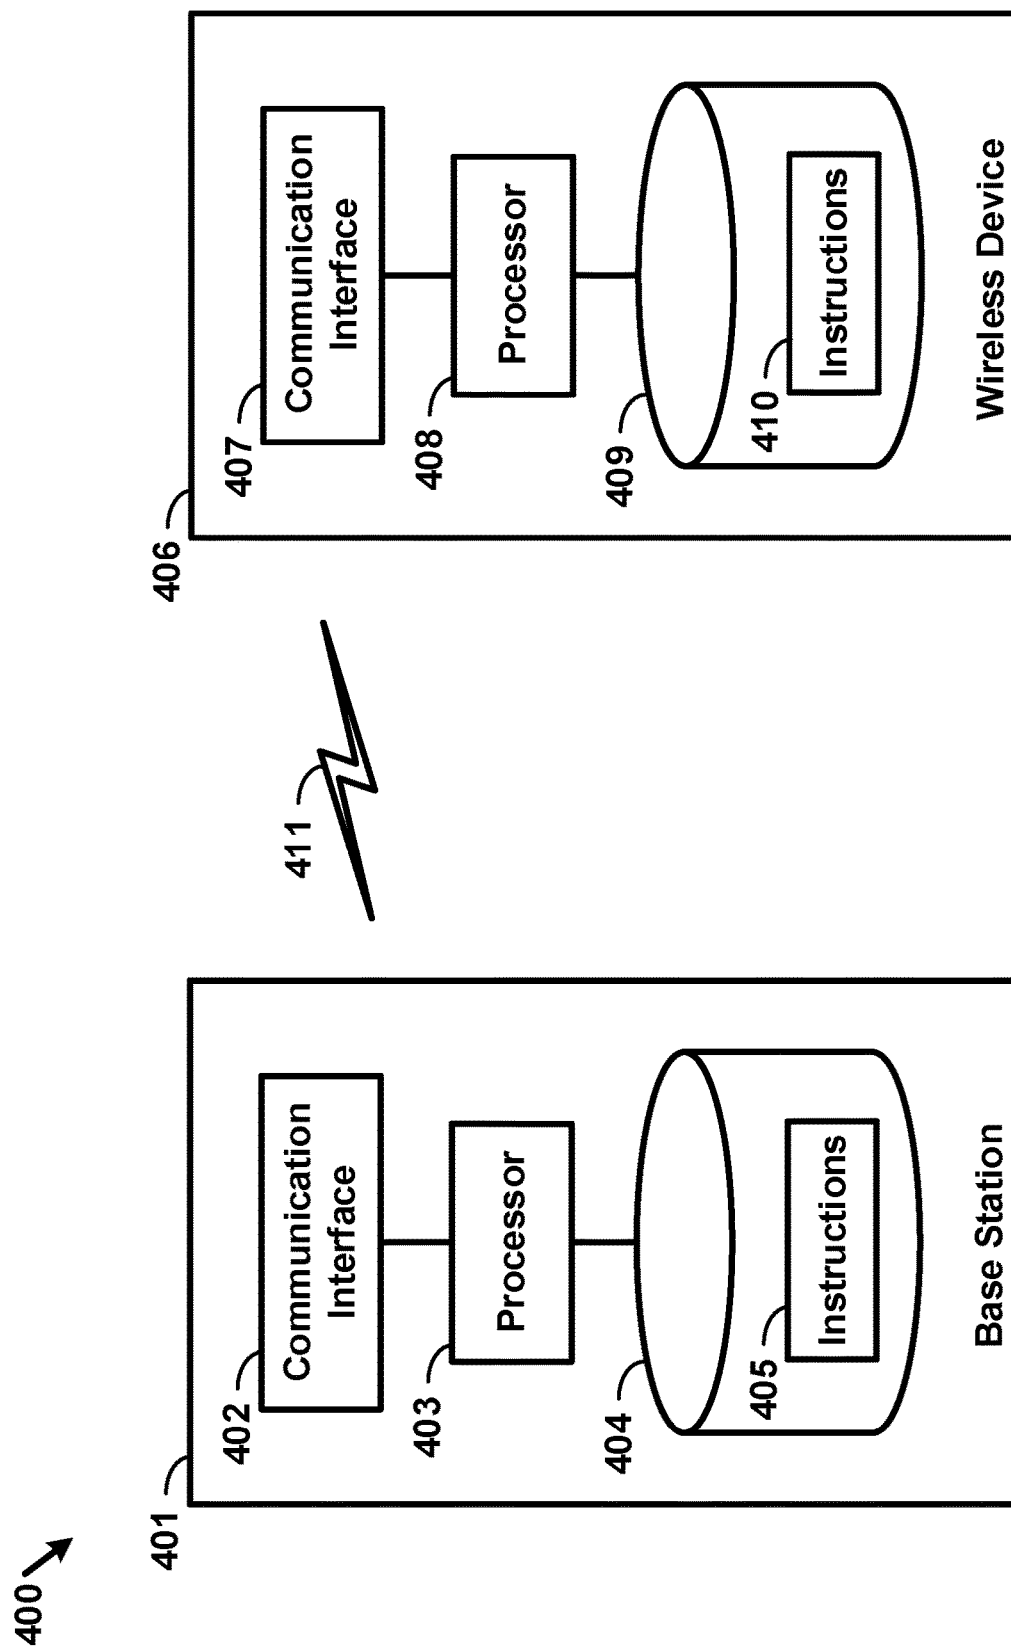 400
401
402
Communication
Interface
403
Processor
404
405
Instructions
Base Station
411
406
407
Communication
Interface
408
Processor
409
410
Instructions
Wireless Device